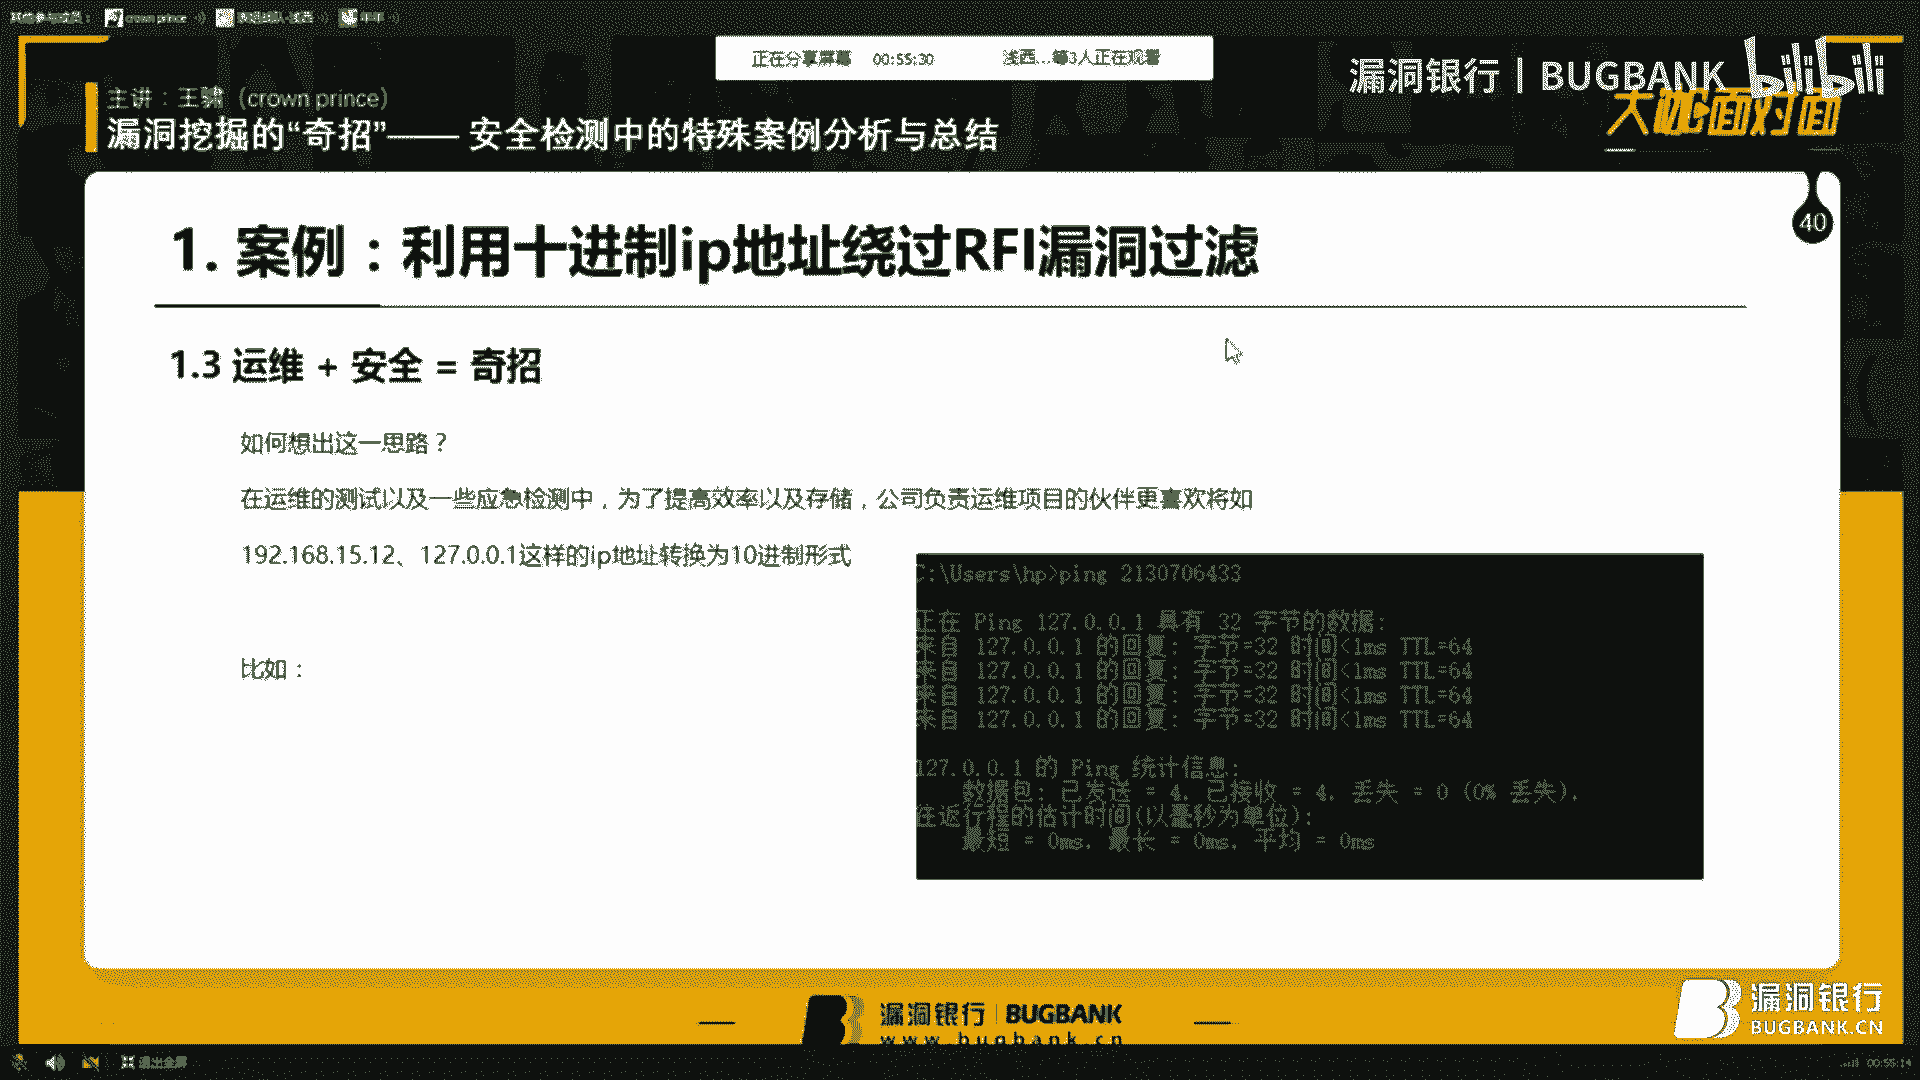 crown prince
正在分享屏幕 00:55:30 浅西...等3人正在观看
漏洞银行 | BUGBANK
bilibili
大咖面对面
主讲：王骕（crown prince）
漏洞挖掘的“奇招”—— 安全检测中的特殊案例分析与总结
40
1. 案例：利用十进制ip地址绕过RFI漏洞过滤
1.3 运维 + 安全 = 奇招
如何想出这一思路？
在运维的测试以及一些应急检测中，为了提高效率以及存储，公司负责运维项目的伙伴更喜欢将如
192.168.15.12、127.0.0.1这样的ip地址转换为10进制形式
比如：
C:\Users\hp>ping 2130706433
正在 Ping 127.0.0.1 具有 32 字节的数据:
来自 127.0.0.1 的回复: 字节=32 时间<1ms TTL=64
来自 127.0.0.1 的回复: 字节=32 时间<1ms TTL=64
来自 127.0.0.1 的回复: 字节=32 时间<1ms TTL=64
来自 127.0.0.1 的回复: 字节=32 时间<1ms TTL=64
127.0.0.1 的 Ping 统计信息:
数据包: 已发送 = 4，已接收 = 4，丢失 = 0 (0% 丢失)，
往返行程的估计时间(以毫秒为单位):
最短 = 0ms，最长 = 0ms，平均 = 0ms
漏洞银行 | BUGBANK
www.bugbank.cn
漏洞银行
BUGBANK.CN
退出全屏
00:55:14